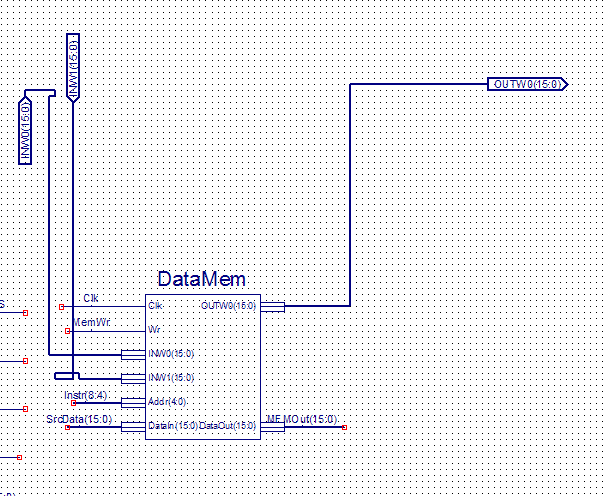 INW1(15:0)
OUTW0(15:0)
INW0(15:0)
DataMem
Clk
Clk
OUTW0(15:0)
S
MemWr
Wr
INW0(15:0)
INW1(15:0)
Instr(8:4)
Addr(4:0)
SrcData(15:0)
DataIn(15:0)
DataOut(15:0)
MEMOut(15:0)